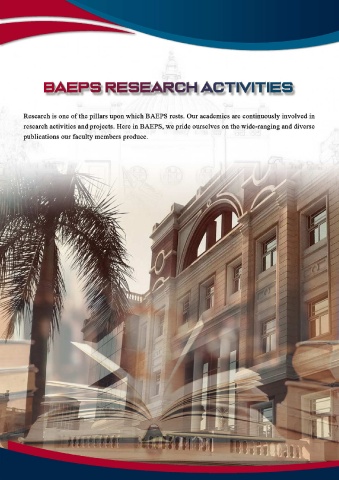 BAEPS RESEARCH ACTIVITIES
Research is one of the pillars upon which BAEPS rests. Our academics are continuously involved in
research activities and projects. Here in BAEPS, we pride ourselves on the wide-ranging and diverse
publications our faculty members produce.